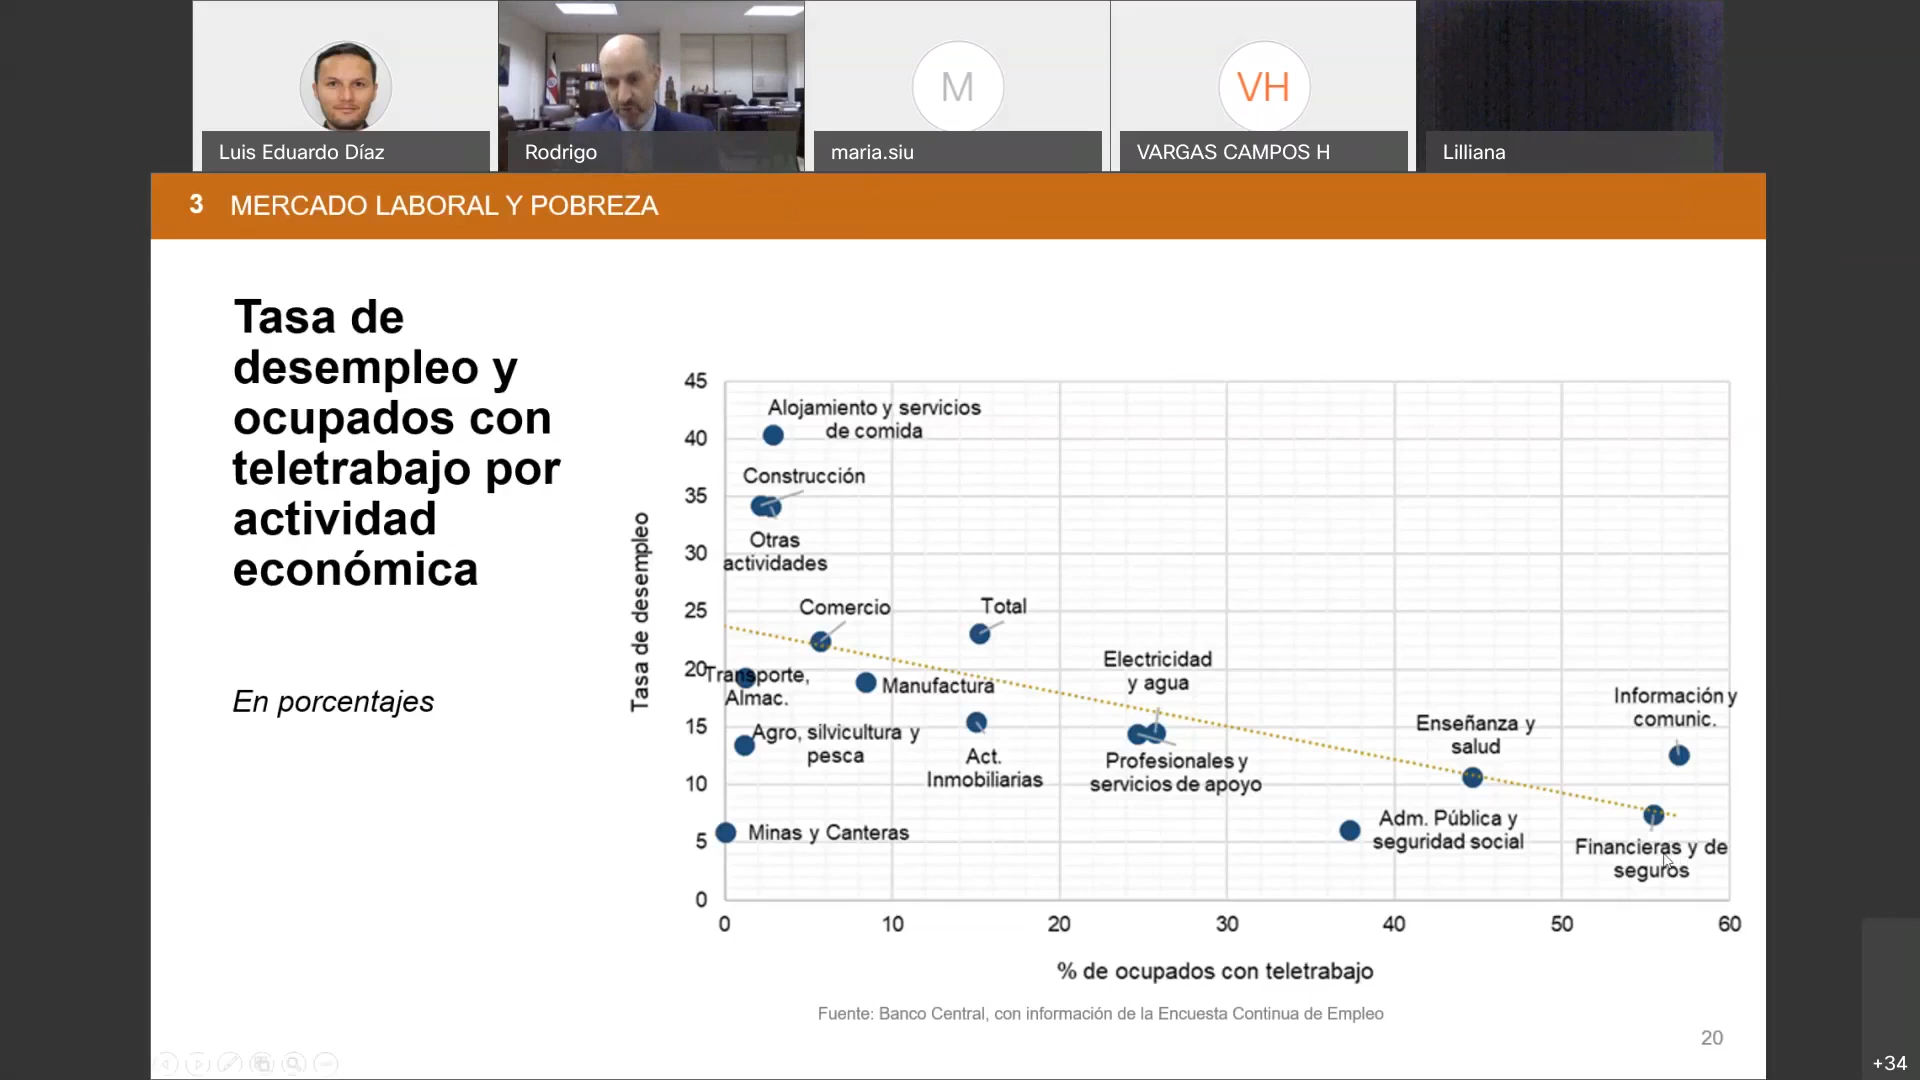 M
VH
Luis Eduardo Díaz
Rodrigo
maria.siu
VARGAS CAMPOS H
Lilliana
3 MERCADO LABORAL Y POBREZA
Tasa de
desempleo y
ocupados con
teletrabajo por
actividad
económica
En porcentajes
Tasa de desempleo
45
40
35
30
25
20
15
10
5
0
Alojamiento y servicios
de comida
Construcción
Otras
actividades
Comercio
Total
Transporte,
Almac.
Manufactura
Electricidad
y agua
Agro, silvicultura y
pesca
Act.
Inmobiliarias
Profesionales y
servicios de apoyo
Enseñanza y
salud
Información y
comunic.
Minas y Canteras
Adm. Pública y
seguridad social
Financieras y de
seguros
0 10 20 30 40 50 60
% de ocupados con teletrabajo
Fuente: Banco Central, con información de la Encuesta Continua de Empleo
20
+34